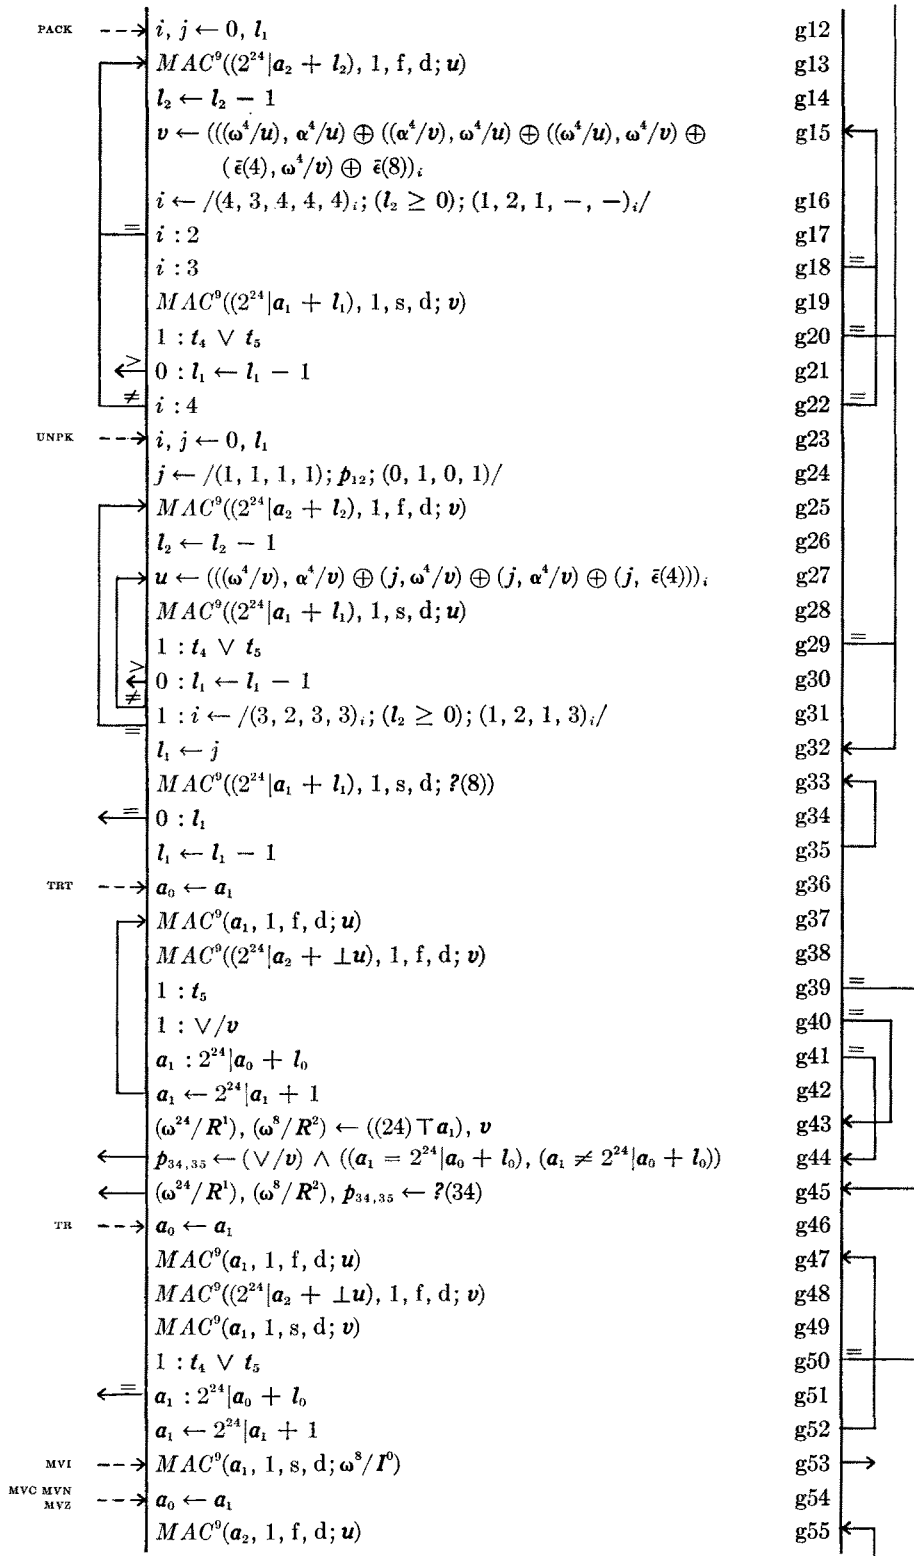 PACK i, j ← 0, l₁ g12
MAC⁹((2²⁴|a₂ + l₂), 1, f, d; u) g13
l₂ ← l₂ − 1 g14
v ← (((ω⁴/u), α⁴/u) ⊕ ((α⁴/v), ω⁴/u) ⊕ ((ω⁴/u), ω⁴/v) ⊕ g15
(ε̄(4), ω⁴/v) ⊕ ε̄(8))ᵢ
i ← /(4, 3, 4, 4, 4)ᵢ; (l₂ ≥ 0); (1, 2, 1, −, −)ᵢ/ g16
= i : 2 g17
i : 3 g18 =
MAC⁹((2²⁴|a₁ + l₁), 1, s, d; v) g19
1 : t₄ ∨ t₅ g20 =
> 0 : l₁ ← l₁ − 1 g21
≠ i : 4 g22 =
UNPK i, j ← 0, l₁ g23
j ← /(1, 1, 1, 1); p₁₂; (0, 1, 0, 1)/ g24
MAC⁹((2²⁴|a₂ + l₂), 1, f, d; v) g25
l₂ ← l₂ − 1 g26
u ← (((ω⁴/v), α⁴/v) ⊕ (j, ω⁴/v) ⊕ (j, α⁴/v) ⊕ (j, ε̄(4)))ᵢ g27
MAC⁹((2²⁴|a₁ + l₁), 1, s, d; u) g28
1 : t₄ ∨ t₅ g29 =
> 0 : l₁ ← l₁ − 1 g30
≠ = 1 : i ← /(3, 2, 3, 3)ᵢ; (l₂ ≥ 0); (1, 2, 1, 3)ᵢ/ g31
l₁ ← j g32
MAC⁹((2²⁴|a₁ + l₁), 1, s, d; ?(8)) g33
= 0 : l₁ g34
l₁ ← l₁ − 1 g35
TRT a₀ ← a₁ g36
MAC⁹(a₁, 1, f, d; u) g37
MAC⁹((2²⁴|a₂ + ⊥u), 1, f, d; v) g38
1 : t₅ g39 =
1 : ∨/v g40 =
a₁ : 2²⁴|a₀ + l₀ g41 =
a₁ ← 2²⁴|a₁ + 1 g42
(ω²⁴/R¹), (ω⁸/R²) ← ((24) ⊤ a₁), v g43
p₃₄,₃₅ ← (∨/v) ∧ ((a₁ = 2²⁴|a₀ + l₀), (a₁ ≠ 2²⁴|a₀ + l₀)) g44
(ω²⁴/R¹), (ω⁸/R²), p₃₄,₃₅ ← ?(34) g45
TR a₀ ← a₁ g46
MAC⁹(a₁, 1, f, d; u) g47
MAC⁹((2²⁴|a₂ + ⊥u), 1, f, d; v) g48
MAC⁹(a₁, 1, s, d; v) g49
1 : t₄ ∨ t₅ g50 =
= a₁ : 2²⁴|a₀ + l₀ g51
a₁ ← 2²⁴|a₁ + 1 g52
MVI MAC⁹(a₁, 1, s, d; ω⁸/I⁰) g53
MVC MVN
MVZ a₀ ← a₁ g54
MAC⁹(a₂, 1, f, d; u) g55